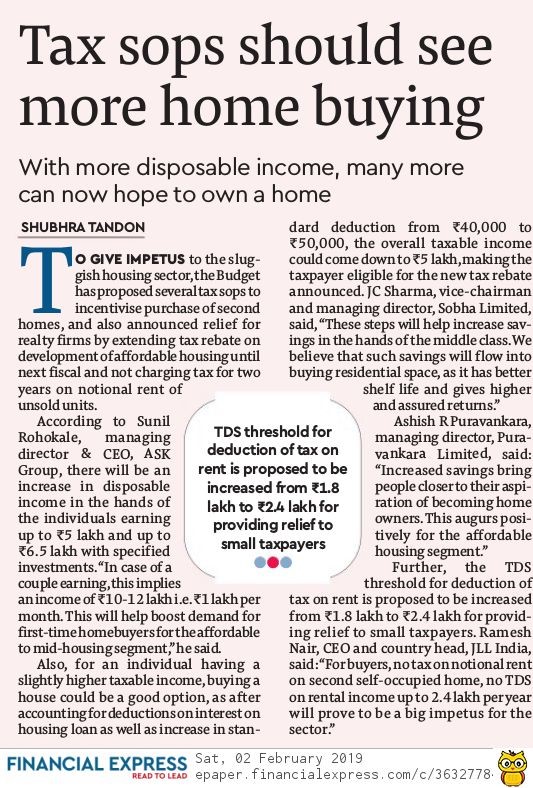 Tax sops should see
more home buying
With more disposable income, many more
can now hope to own a home
SHUBHRA TANDON
TO GIVE IMPETUS to the slug-
gish housing sector, the Budget
has proposed several tax sops to
incentivise purchase of second
homes, and also announced relief for
realty firms by extending tax rebate on
development of affordable housing until
next fiscal and not charging tax for two
years on notional rent of
unsold units.
According to Sunil
Rohokale, managing
director & CEO, ASK
Group, there will be an
increase in disposable
income in the hands of
the individuals earning
up to ₹5 lakh and up to
₹6.5 lakh with specified
investments. “In case of a
couple earning, this implies
an income of ₹10-12 lakh i.e. ₹1 lakh per
month. This will help boost demand for
first-time homebuyers for the affordable
to mid-housing segment,” he said.
Also, for an individual having a
slightly higher taxable income, buying a
house could be a good option, as after
accounting for deductions on interest on
housing loan as well as increase in stan-
dard deduction from ₹40,000 to
₹50,000, the overall taxable income
could come down to ₹5 lakh, making the
taxpayer eligible for the new tax rebate
announced. JC Sharma, vice-chairman
and managing director, Sobha Limited,
said, “These steps will help increase sav-
ings in the hands of the middle class. We
believe that such savings will flow into
buying residential space, as it has better
shelf life and gives higher
and assured returns.”
Ashish R Puravankara,
managing director, Pura-
vankara Limited, said:
“Increased savings bring
people closer to their aspi-
ration of becoming home
owners. This augurs posi-
tively for the affordable
housing segment.”
Further, the TDS
threshold for deduction of
tax on rent is proposed to be increased
from ₹1.8 lakh to ₹2.4 lakh for provid-
ing relief to small taxpayers. Ramesh
Nair, CEO and country head, JLL India,
said: “For buyers, no tax on notional rent
on second self-occupied home, no TDS
on rental income up to 2.4 lakh per year
will prove to be a big impetus for the
sector.”
TDS threshold for
deduction of tax on
rent is proposed to be
increased from ₹1.8
lakh to ₹2.4 lakh for
providing relief to
small taxpayers
FINANCIAL EXPRESS
READ TO LEAD
Sat, 02 February 2019
epaper.financialexpress.com/c/3632778